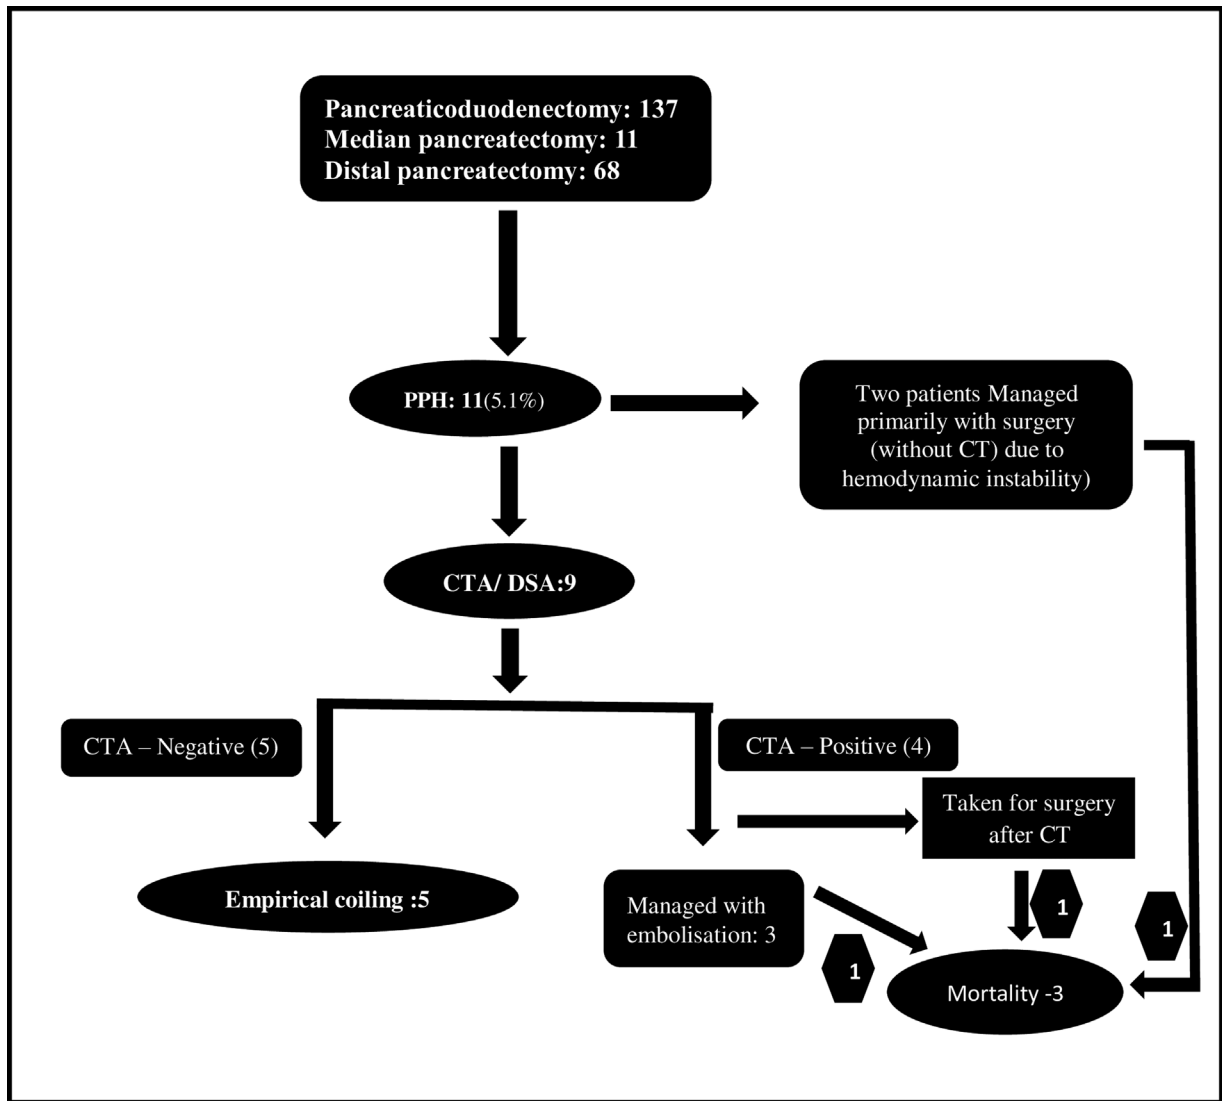 Pancreaticoduodenectomy: 137
Median pancreatectomy: 11
Distal pancreatectomy: 68
PPH: 11(5.1%)
Two patients Managed
primarily with surgery
(without CT) due to
hemodynamic instability)
CTA/ DSA:9
CTA – Negative (5)
CTA – Positive (4)
Taken for surgery
after CT
Empirical coiling :5
Managed with
embolisation: 3
1
1
1
Mortality -3